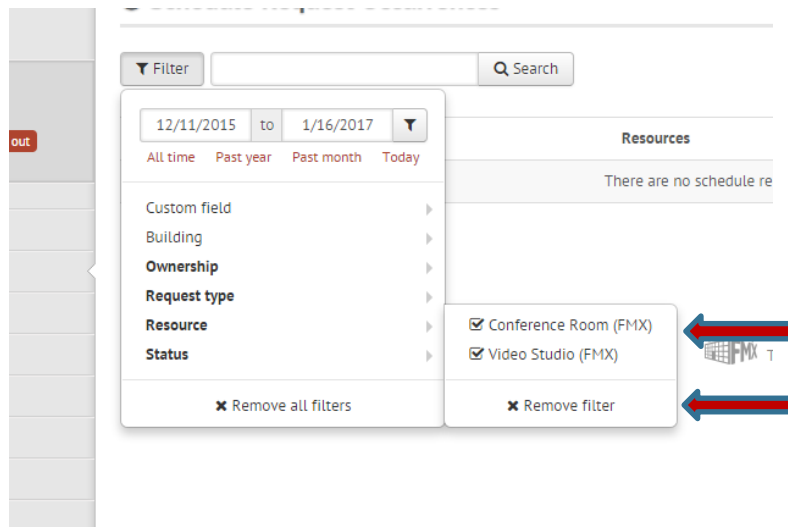 Filter
Search
12/11/2015 to 1/16/2017
out
Resources
All time Past year Past month Today
There are no schedule re
Custom field
Building
Ownership
Request type
Resource
Conference Room (FMX)
Status
Video Studio (FMX)
FMX T
Remove all filters
Remove filter